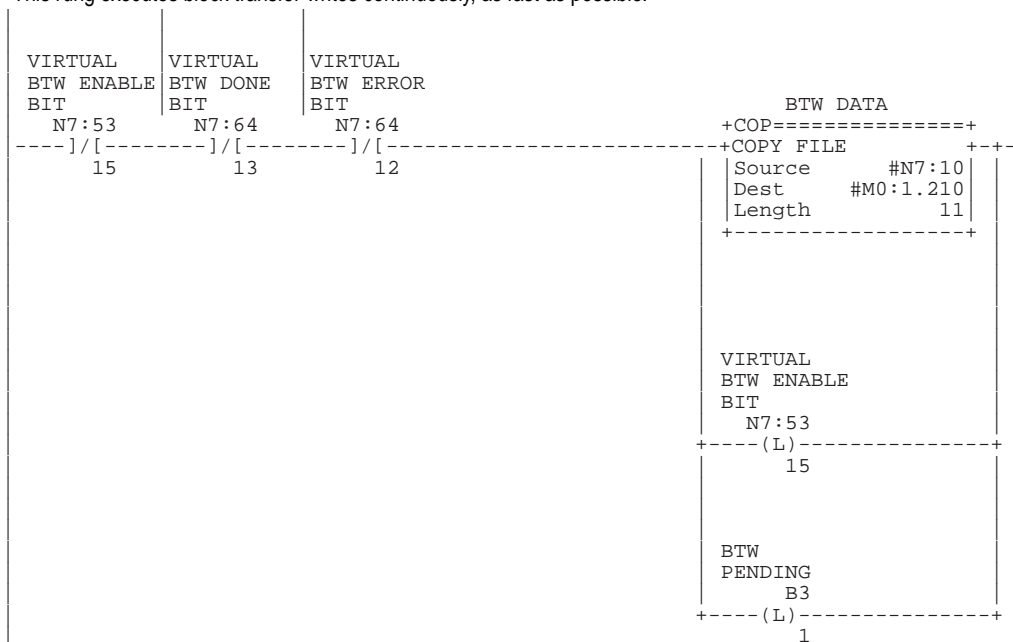 This rung executes block transfer writes continuously, as fast as possible.
VIRTUAL VIRTUAL VIRTUAL
BTW ENABLE BTW DONE BTW ERROR
BIT BIT BIT BTW DATA
N7:53 N7:64 N7:64 +COP===============+
----]/[--------]/[--------]/[--------------------------+COPY FILE +-+-
15 13 12 Source #N7:10
Dest #M0:1.210
Length 11
+------------------+
VIRTUAL
BTW ENABLE
BIT
N7:53
+----(L)---------------+
15
BTW
PENDING
B3
+----(L)---------------+
1